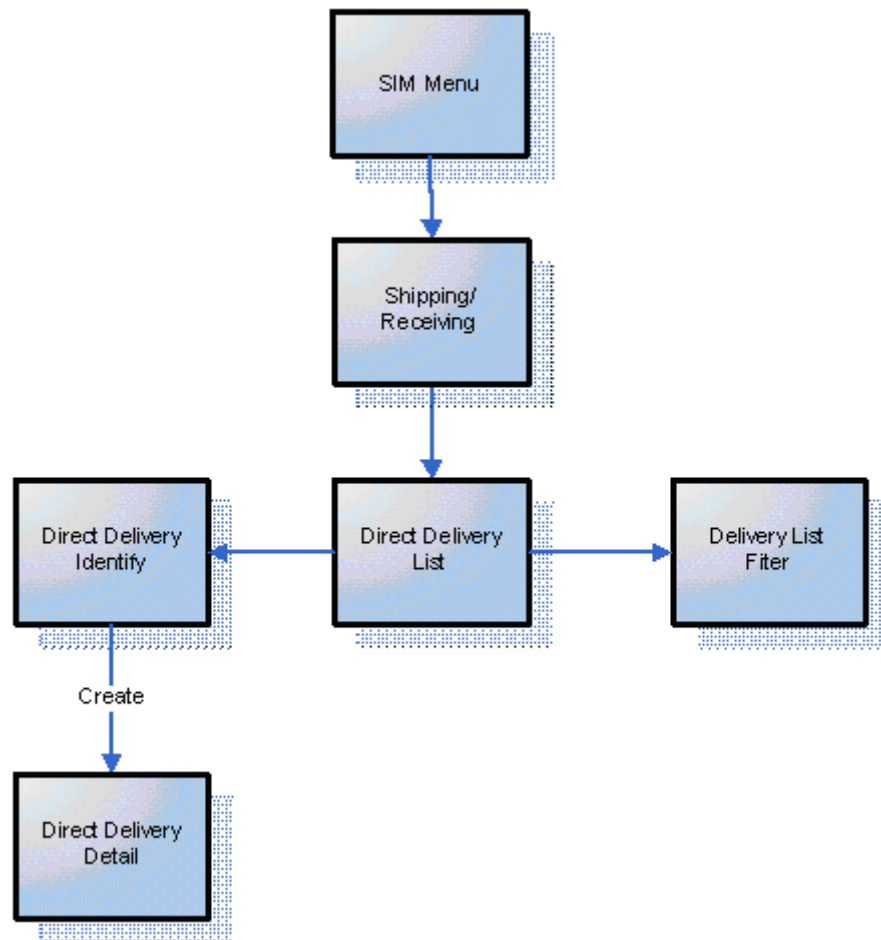 SIM Menu
Shipping/
Receiving
Direct Delivery
Identify
Direct Delivery
List
Delivery List
Fiter
Create
Direct Delivery
Detail